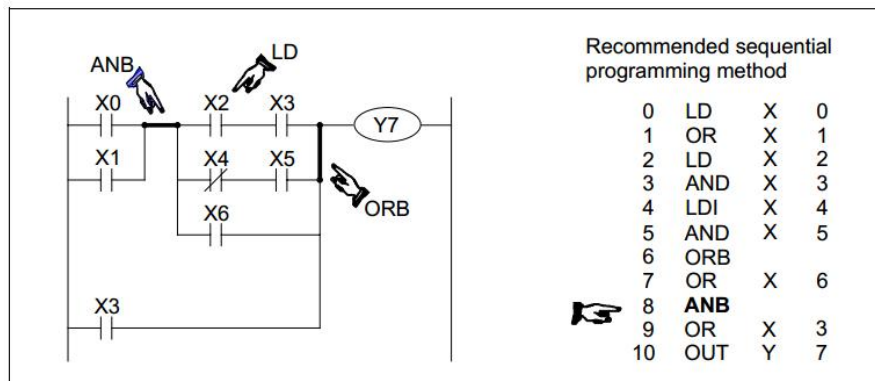 ANB
LD
X0
X2
X3
Y7
X1
X4
X5
ORB
X6
X3
Recommended sequential
programming method
0 LD X 0
1 OR X 1
2 LD X 2
3 AND X 3
4 LDI X 4
5 AND X 5
6 ORB
7 OR X 6
8 ANB
9 OR X 3
10 OUT Y 7